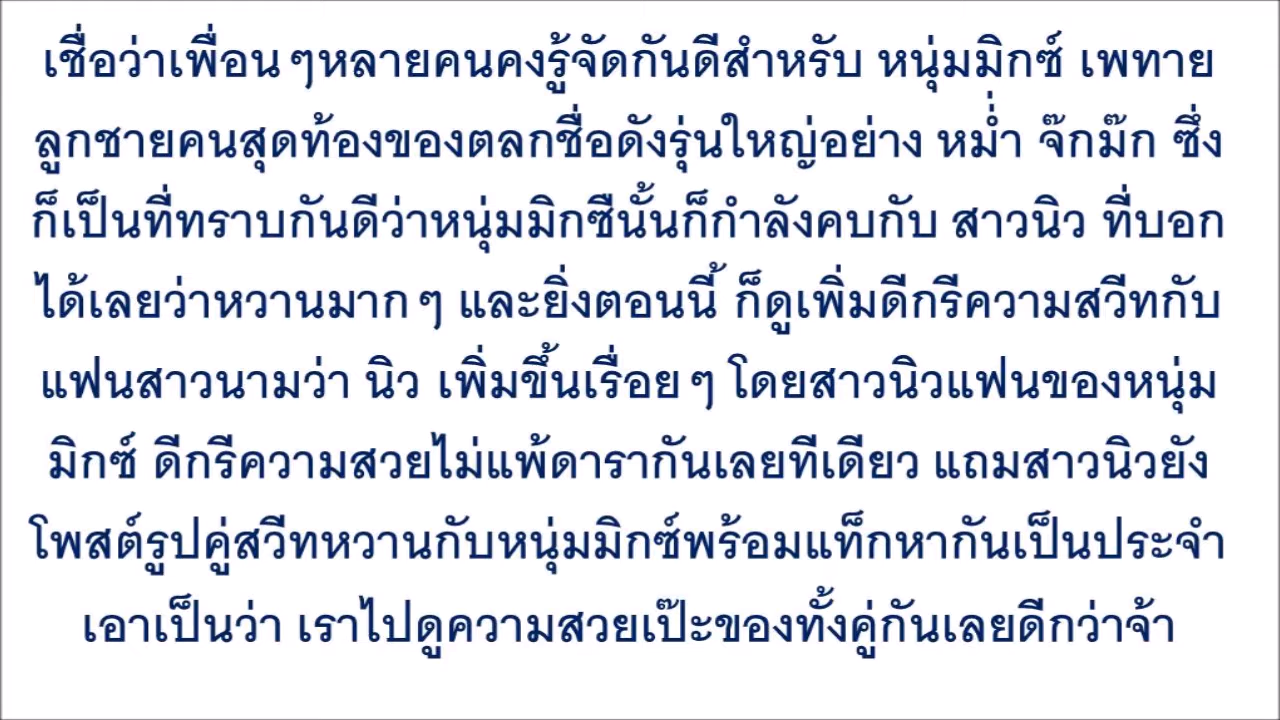 เชื่อว่าเพื่อนๆหลายคนคงรู้จัดกันดีสำหรับ หนุ่มมิกซ์ เพทาย
ลูกชายคนสุดท้องของตลกชื่อดังรุ่นใหญ่อย่าง หม่ำ่ จ๊กม๊ก ซึ่ง
ก็เป็นที่ทราบกันดีว่าหนุ่มมิกซืนั้นก็กำลังคบกับ สาวนิว ที่บอก
ได้เลยว่าหวานมากๆ และยิ่งตอนนี้ ก็ดูเพิ่มดีกรีความสวีทกับ
แฟนสาวนามว่า นิว เพิ่มขึ้นเรื่อยๆ โดยสาวนิวแฟนของหนุ่ม
มิกซ์ ดีกรีความสวยไม่แพ้ดารากันเลยทีเดียว แถมสาวนิวยัง
โพสต์รูปคู่สวีทหวานกับหนุ่มมิกซ์พร้อมแท็กหากันเป็นประจำ
เอาเป็นว่า เราไปดูความสวยเป๊ะของทั้งคู่กันเลยดีกว่าจ้า